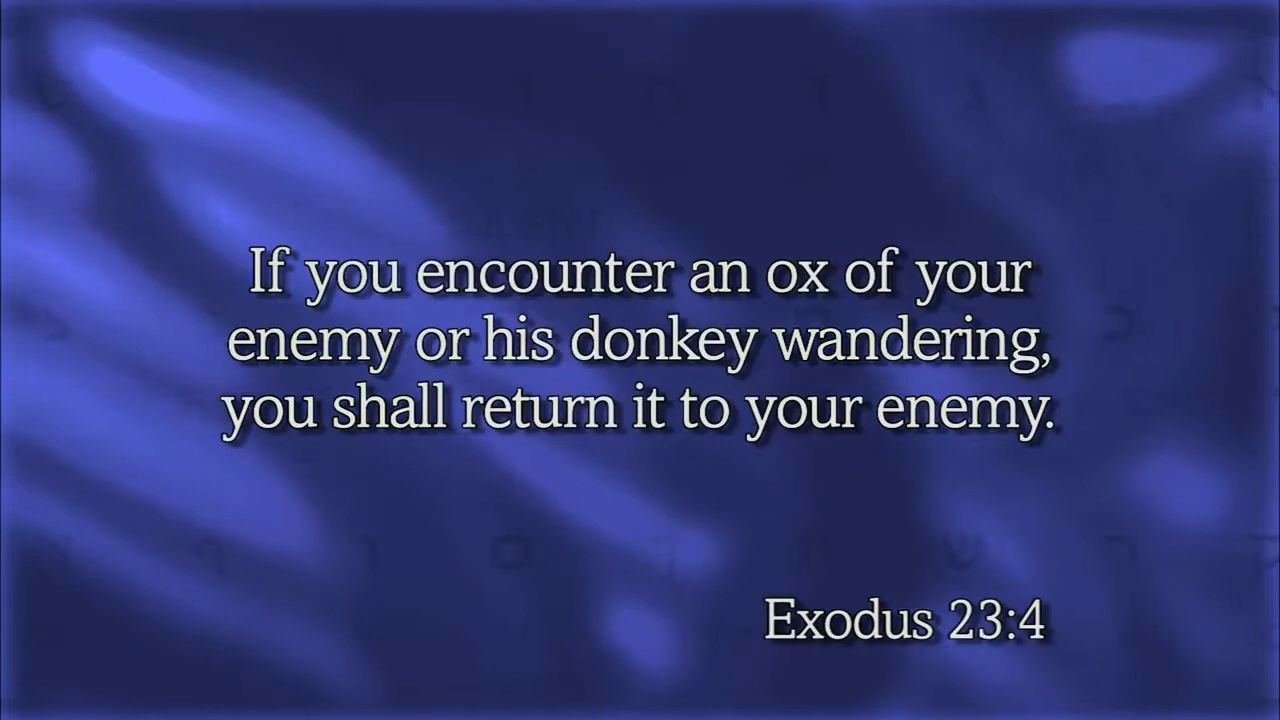 If you encounter an ox of your
enemy or his donkey wandering,
you shall return it to your enemy.
Exodus 23:4